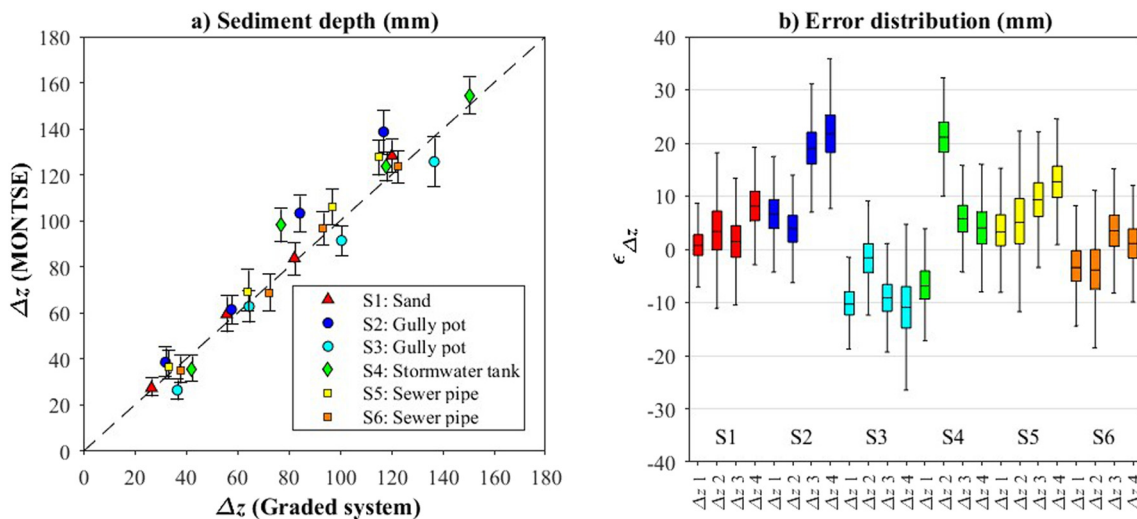 a) Sediment depth (mm)
180
160
140
120
100
80
60
40
20
0
Δz (MONTSE)
S1: Sand
S2: Gully pot
S3: Gully pot
S4: Stormwater tank
S5: Sewer pipe
S6: Sewer pipe
0 20 40 60 80 100 120 140 160 180
Δz (Graded system)
b) Error distribution (mm)
40
30
20
10
0
-10
-20
-30
-40
ϵ Δz
S1 S2 S3 S4 S5 S6
Δz 1 Δz 2 Δz 3 Δz 4 Δz 1 Δz 2 Δz 3 Δz 4 Δz 1 Δz 2 Δz 3 Δz 4 Δz 1 Δz 2 Δz 3 Δz 4 Δz 1 Δz 2 Δz 3 Δz 4 Δz 1 Δz 2 Δz 3 Δz 4